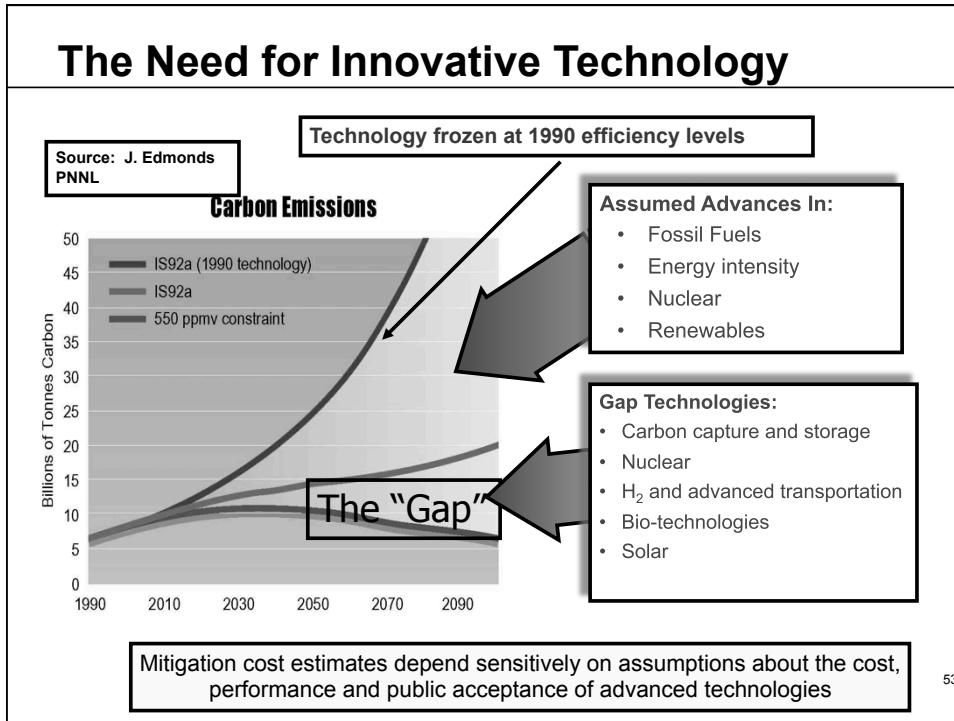 The Need for Innovative Technology
Technology frozen at 1990 efficiency levels
Source: J. Edmonds
PNNL
Carbon Emissions
Assumed Advances In:
• Fossil Fuels
• Energy intensity
• Nuclear
• Renewables
50
45
40
35
30
25
20
15
10
5
0
Billions of Tonnes Carbon
IS92a (1990 technology)
IS92a
550 ppmv constraint
The “Gap”
1990 2010 2030 2050 2070 2090
Gap Technologies:
• Carbon capture and storage
• Nuclear
• H₂ and advanced transportation
• Bio-technologies
• Solar
Mitigation cost estimates depend sensitively on assumptions about the cost,
performance and public acceptance of advanced technologies
53